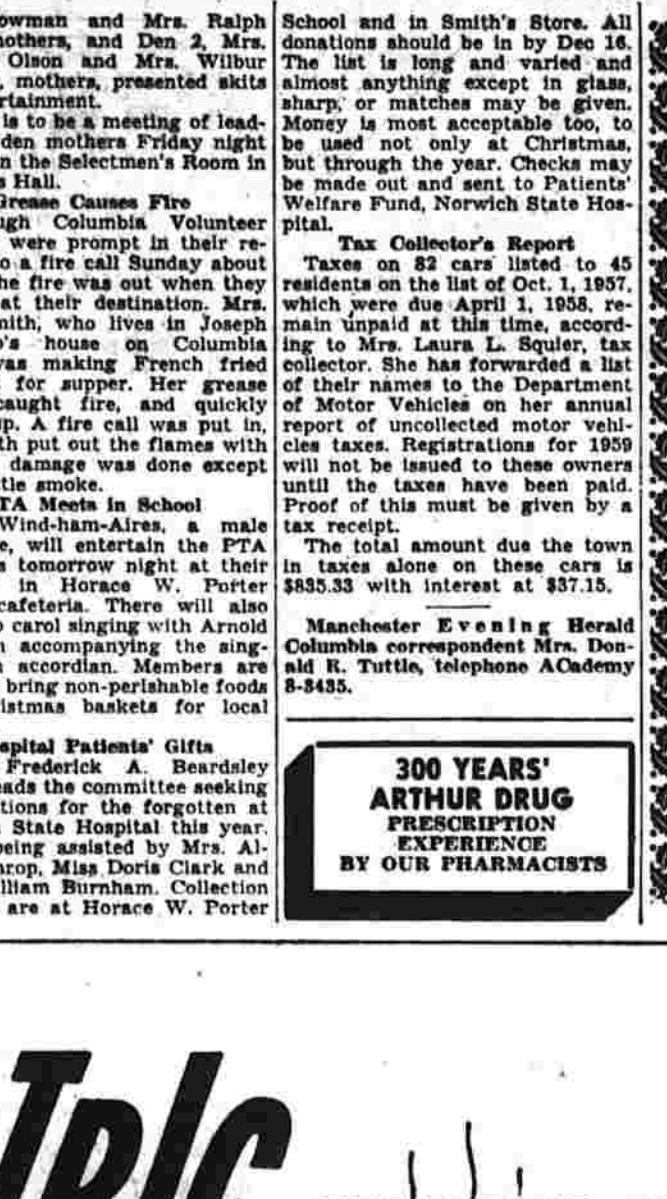 owman and Mrs. Ralph
nothers, and Den 2, Mrs.
Olson and Mrs. Wilbur
, mothers, presented skits
rtainment.
is to be a meeting of lead-
den mothers Friday night
n the Selectmen's Room in
s Hall.
Grease Causes Fire
ugh Columbia Volunteer
were prompt in their re-
o a fire call Sunday about
he fire was out when they
at their destination. Mrs.
mith, who lives in Joseph
o's house on Columbia
was making French fried
for supper. Her grease
caught fire, and quickly
up. A fire call was put in,
th put out the flames with
damage was done except
tle smoke.
TA Meets in School
Wind-ham-Aires, a male
e, will entertain the PTA
s tomorrow night at their
in Horace W. Porter
cafeteria. There will also
o carol singing with Arnold
n accompanying the sing-
n accordian. Members are
bring non-perishable foods
istmas baskets for local
spital Patients' Gifts
Frederick A. Beardsley
eads the committee seeking
tions for the forgotten at
State Hospital this year.
being assisted by Mrs. Al-
hrop, Miss Doris Clark and
illiam Burnham. Collection
are at Horace W. Porter
School and in Smith's Store. All
donations should be in by Dec 16.
The list is long and varied and
almost anything except in glass,
sharp, or matches may be given.
Money is most acceptable too, to
be used not only at Christmas,
but through the year. Checks may
be made out and sent to Patients'
Welfare Fund, Norwich State Hos-
pital.
Tax Collector's Report
Taxes on 82 cars listed to 45
residents on the list of Oct. 1, 1957,
which were due April 1, 1958, re-
main unpaid at this time, accord-
ing to Mrs. Laura L. Squier, tax
collector. She has forwarded a list
of their names to the Department
of Motor Vehicles on her annual
report of uncollected motor vehi-
cles taxes. Registrations for 1959
will not be issued to these owners
until the taxes have been paid.
Proof of this must be given by a
tax receipt.
The total amount due the town
in taxes alone on these cars is
$835.33 with interest at $37.15.
Manchester Evening Herald
Columbia correspondent Mrs. Don-
ald R. Tuttle, telephone ACademy
8-3435.
300 YEARS'
ARTHUR DRUG
PRESCRIPTION
EXPERIENCE
BY OUR PHARMACISTS
TRIC